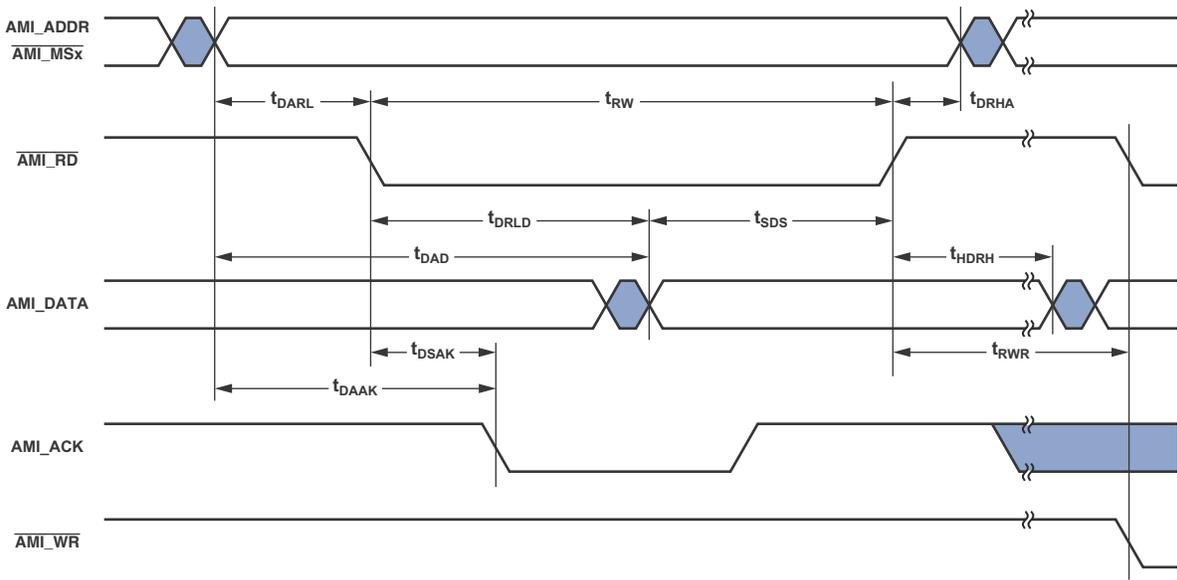 AMI_ADDR
AMI_MSx
tDARL
tRW
tDRHA
AMI_RD
tDRLD
tSDS
tDAD
tHDRH
AMI_DATA
tDSAK
tRWR
tDAAK
AMI_ACK
AMI_WR